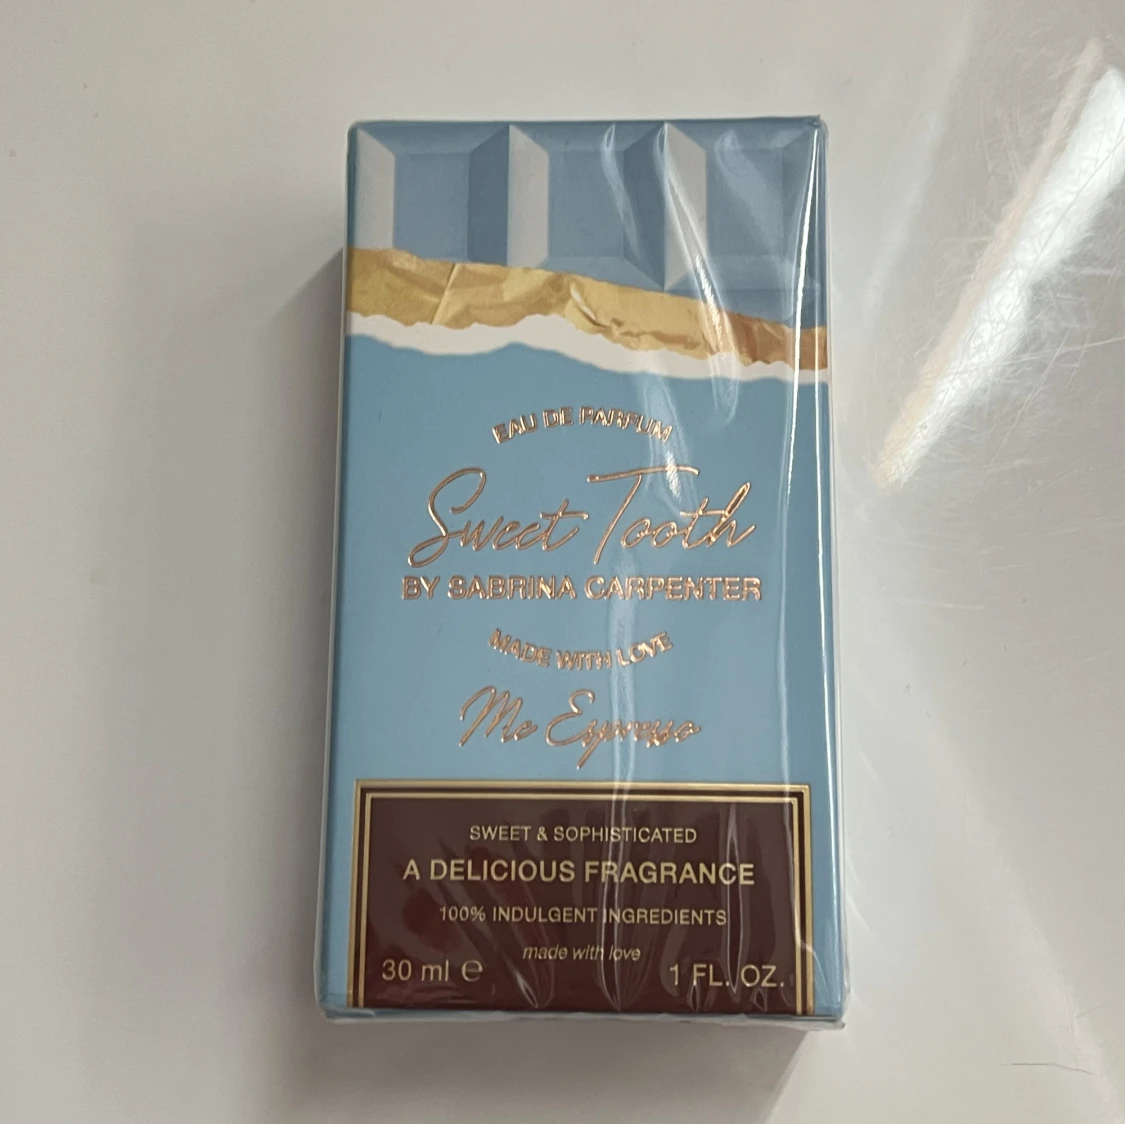 EAU DE PARFUM
Sweet Tooth
BY SABRINA CARPENTER
MADE WITH LOVE
Me Espresso
SWEET & SOPHISTICATED
A DELICIOUS FRAGRANCE
100% INDULGENT INGREDIENTS
made with love
30 ml ℮ 1 FL. OZ.